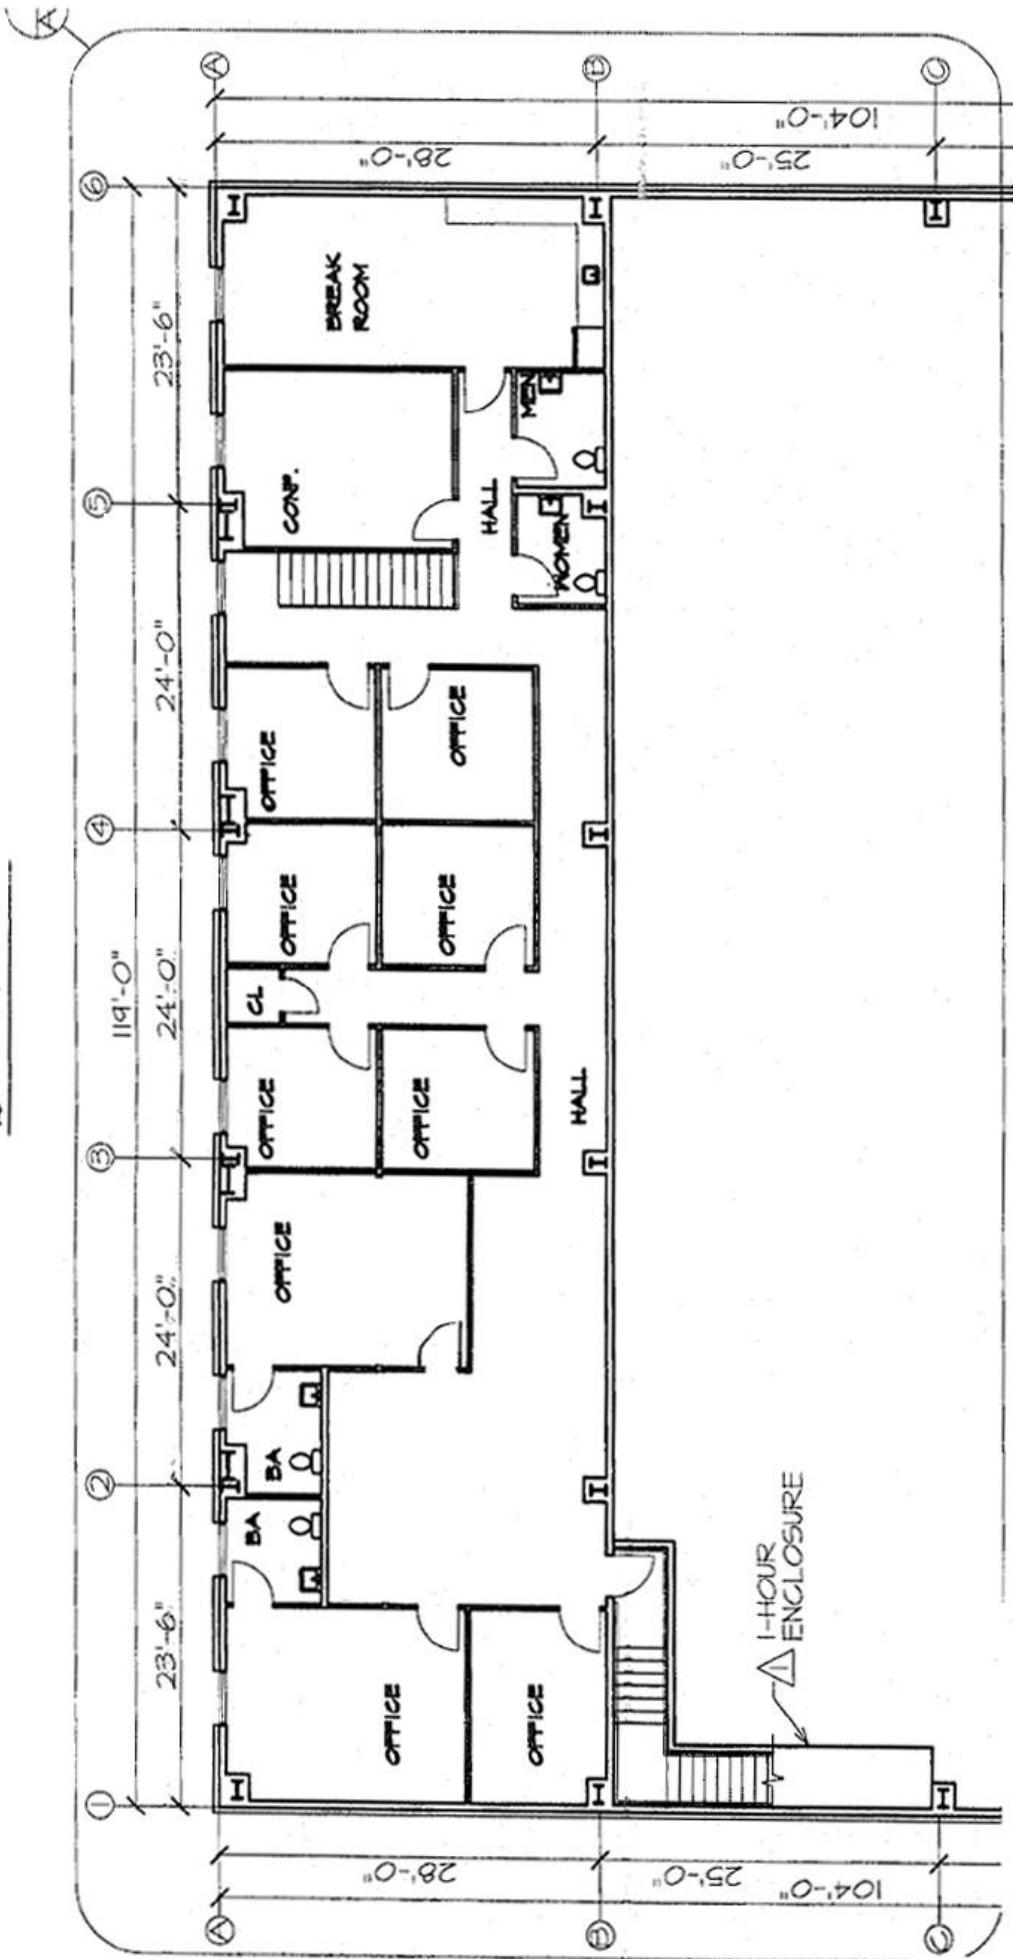 A
A
B
C
104'-0"
28'-0"
25'-0"
6
5
4
3
2
1
119'-0"
23'-6"
24'-0"
24'-0"
24'-0"
23'-6"
BREAK
ROOM
CONF.
HALL
MEN
WOMEN
OFFICE
OFFICE
OFFICE
OFFICE
CL
OFFICE
OFFICE
HALL
OFFICE
BA
BA
OFFICE
OFFICE
1
1-HOUR
ENCLOSURE
28'-0"
25'-0"
104'-0"
A
B
C